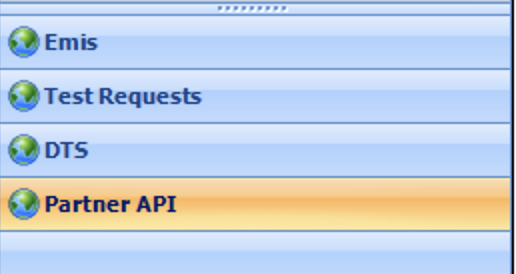 Emis
Test Requests
DTS
Partner API